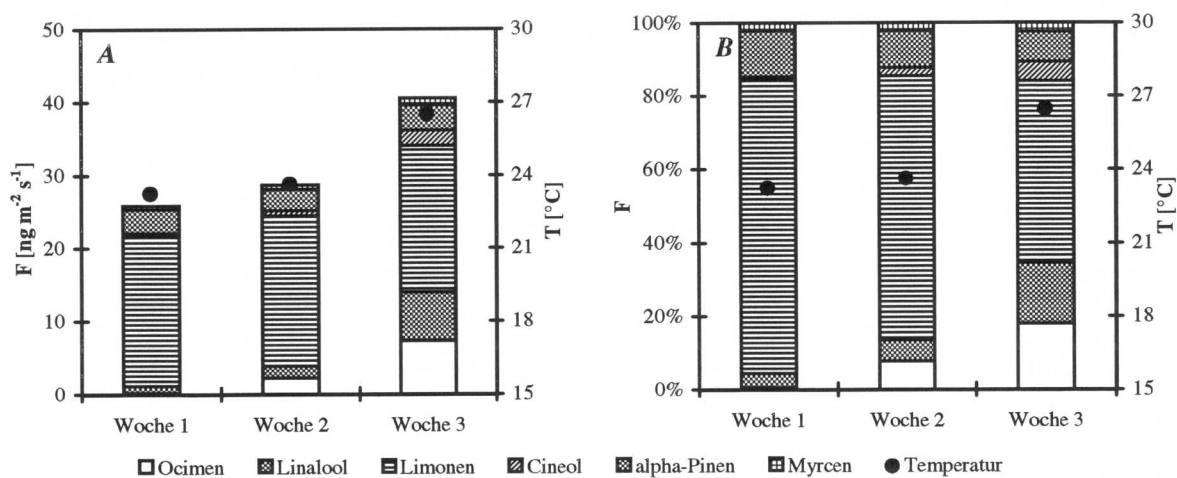 A
50
40
30
20
10
0
F [ng m⁻² s⁻¹]
30
27
24
21
18
15
T [°C]
Woche 1 Woche 2 Woche 3
B
100%
80%
60%
40%
20%
0%
F
30
27
24
21
18
15
T [°C]
Woche 1 Woche 2 Woche 3
Ocimen Linalool Limonen Cineol alpha-Pinen Myrcen Temperatur